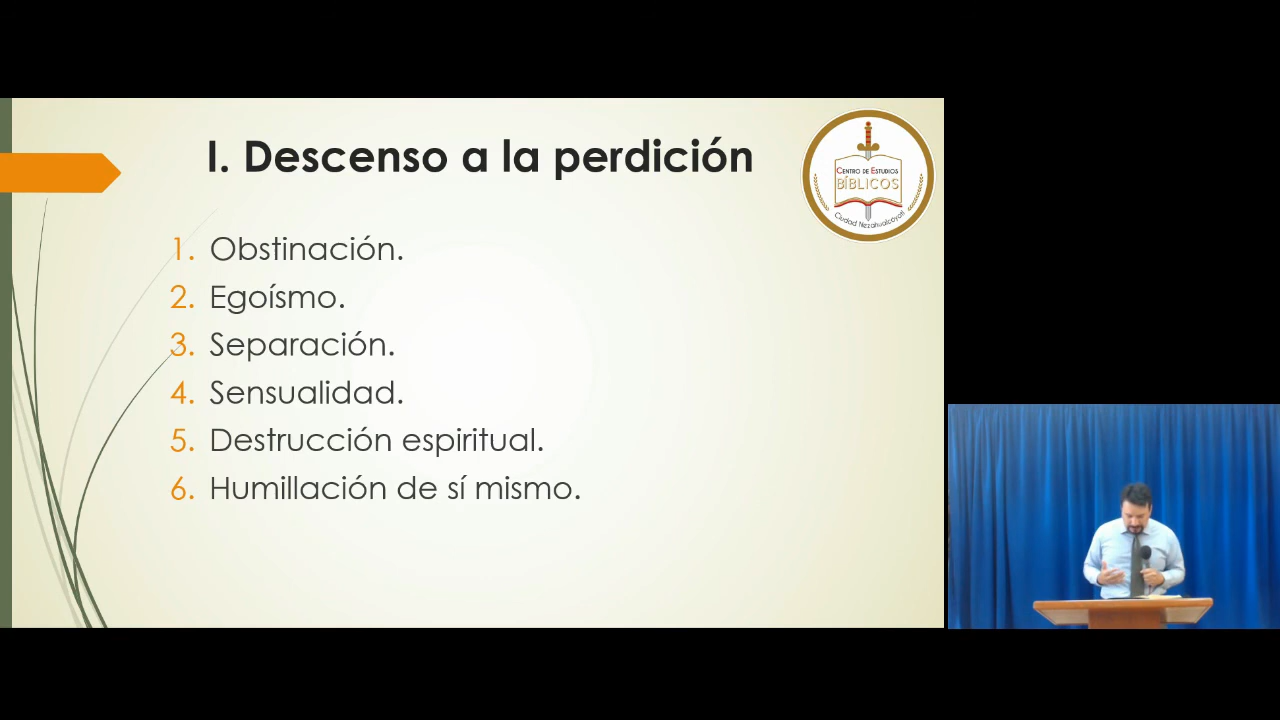 I. Descenso a la perdición
CENTRO DE ESTUDIOS
BÍBLICOS
Ciudad Nezahualcóyotl
1. Obstinación.
2. Egoísmo.
3. Separación.
4. Sensualidad.
5. Destrucción espiritual.
6. Humillación de sí mismo.